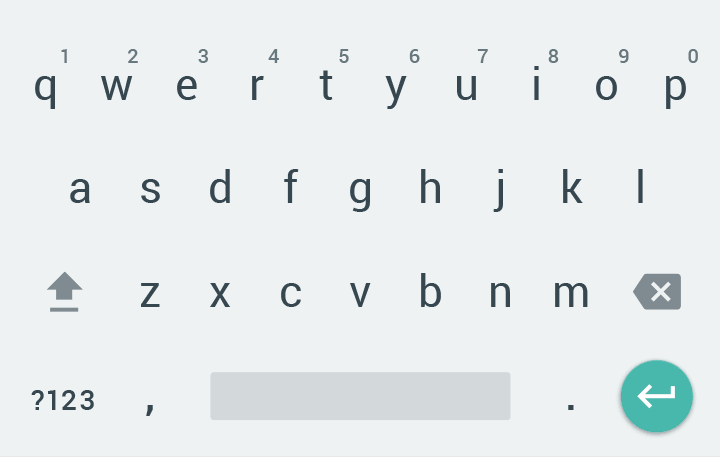 1 2 3 4 5 6 7 8 9 0
q w e r t y u i o p
a s d f g h j k l
z x c v b n m
?123 , .